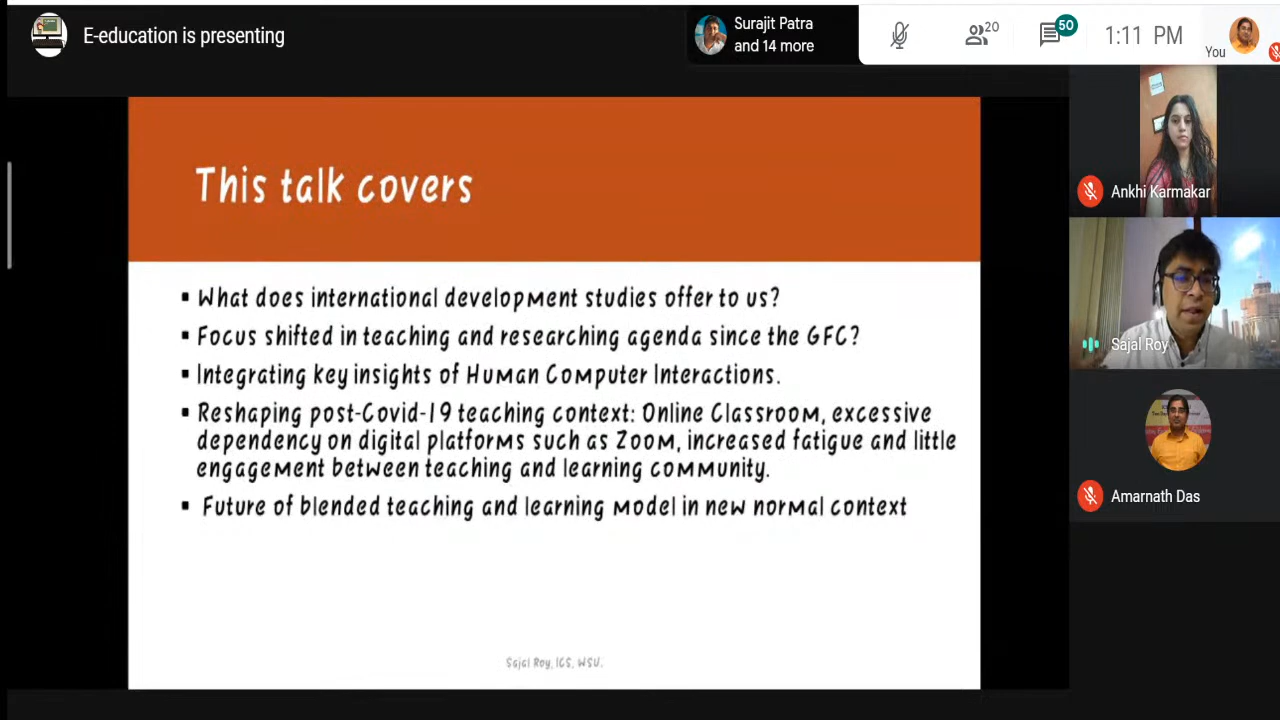 E-education is presenting
Surajit Patra
and 14 more
20
50
1:11 PM
You
This talk covers
▪ What does international development studies offer to us?
▪ Focus shifted in teaching and researching agenda since the GFC?
▪ Integrating key insights of Human Computer Interactions.
▪ Reshaping post-Covid-19 teaching context: Online Classroom, excessive
dependency on digital platforms such as Zoom, increased fatigue and little
engagement between teaching and learning community.
▪ Future of blended teaching and learning model in new normal context
Sajal Roy, ICS, WSU.
Ankhi Karmakar
Sajal Roy
Amarnath Das